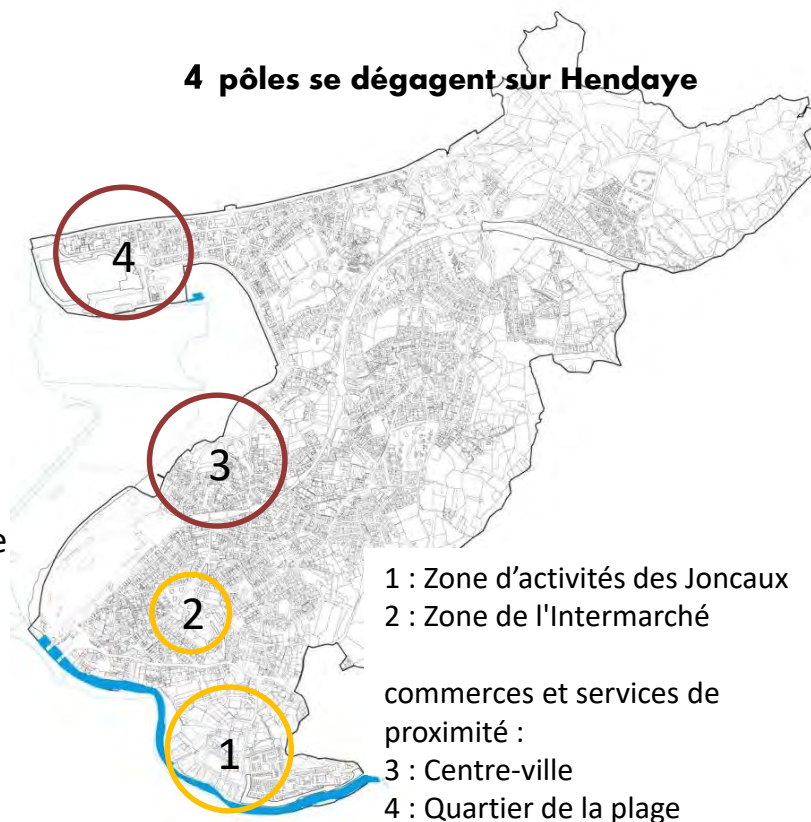 4 pôles se dégagent sur Hendaye
4
3
e
2
1
1 : Zone d’activités des Joncaux
2 : Zone de l'Intermarché
commerces et services de
proximité :
3 : Centre-ville
4 : Quartier de la plage